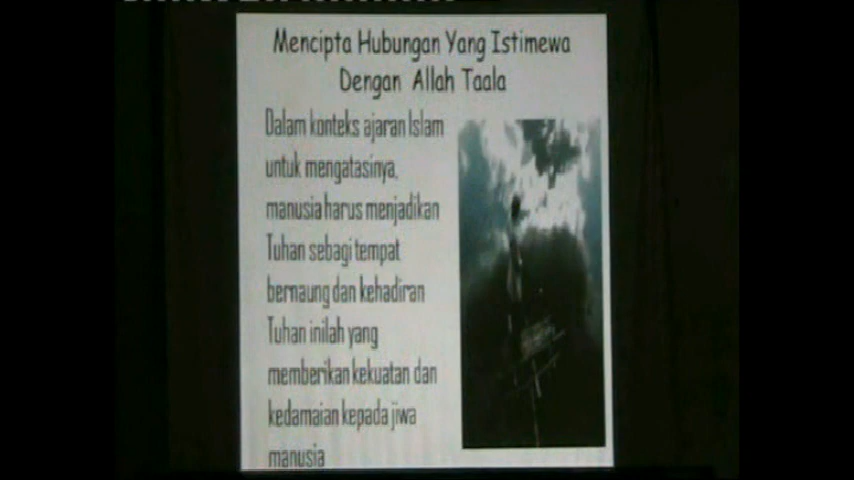 Mencipta Hubungan Yang Istimewa
Dengan Allah Taala
Dalam konteks ajaran Islam
untuk mengatasinya,
manusia harus menjadikan
Tuhan sebagi tempat
bernaung dan kehadiran
Tuhan inilah yang
memberikan kekuatan dan
kedamaian kepada jiwa
manusia